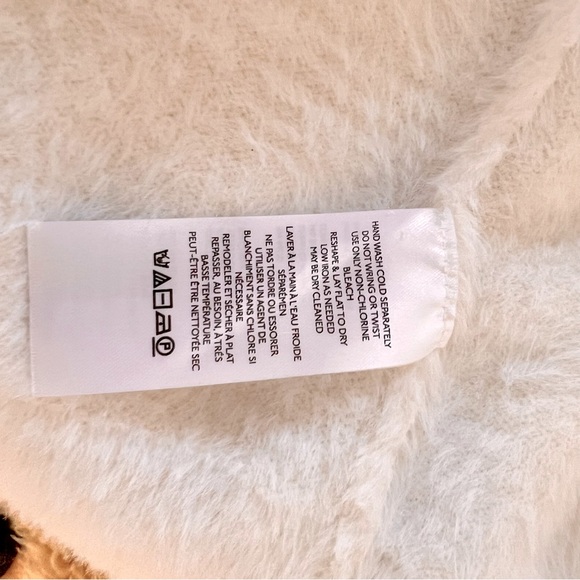 HAND WASH COLD SEPARATELY
DO NOT WRING OR TWIST
USE ONLY NON-CHLORINE
BLEACH
RESHAPE & LAY FLAT TO DRY
LOW IRON AS NEEDED
MAY BE DRY CLEANED
LAVER À LA MAIN À L'EAU FROIDE
SÉPARÉMEN
NE PAS TORDRE OU ESSORER
UTILISER UN AGENT DE
BLANCHIMENT SANS CHLORE SI
NÉCESSAIRE
REMODELER ET SÈCHER À PLAT
REPASSER, AU BESOIN, À TRÈS
BASSE TEMPÉRATURE
PEUT-ÊTRE ÊTRE NETTOYÉE SEC
P